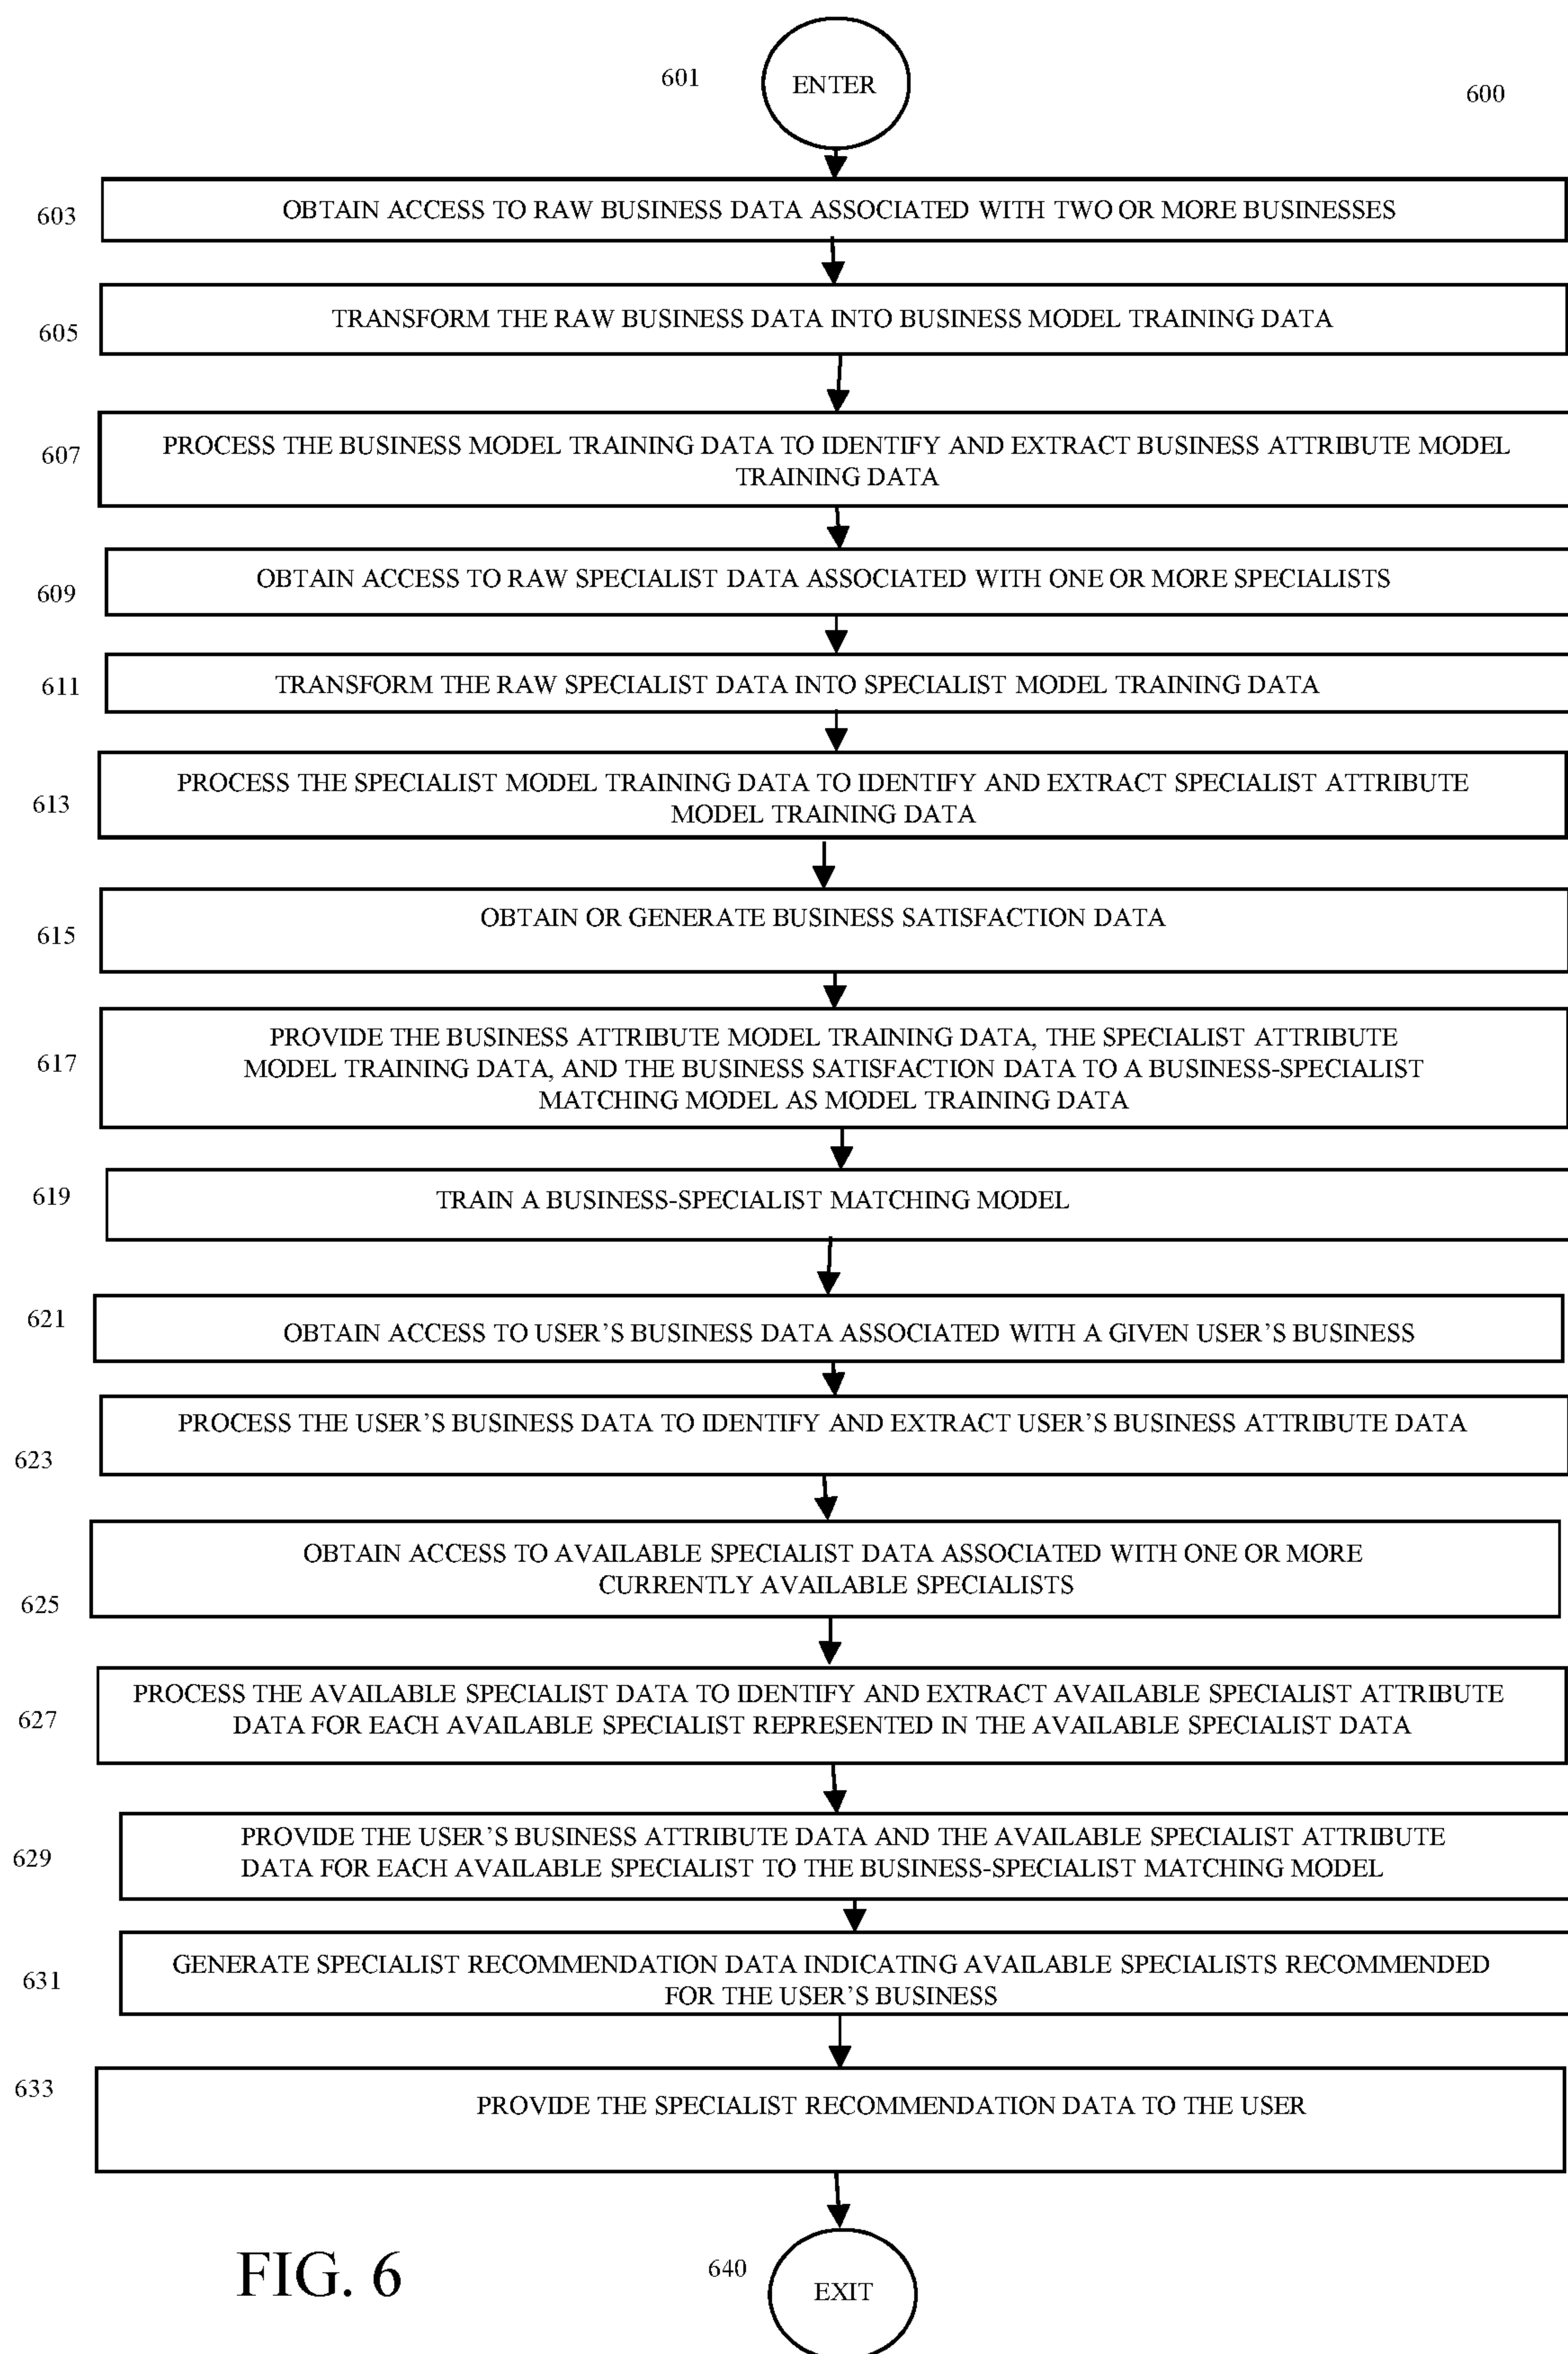 601
ENTER
600
603
OBTAIN ACCESS TO RAW BUSINESS DATA ASSOCIATED WITH TWO OR MORE BUSINESSES
605
TRANSFORM THE RAW BUSINESS DATA INTO BUSINESS MODEL TRAINING DATA
607
PROCESS THE BUSINESS MODEL TRAINING DATA TO IDENTIFY AND EXTRACT BUSINESS ATTRIBUTE MODEL
TRAINING DATA
609
OBTAIN ACCESS TO RAW SPECIALIST DATA ASSOCIATED WITH ONE OR MORE SPECIALISTS
611
TRANSFORM THE RAW SPECIALIST DATA INTO SPECIALIST MODEL TRAINING DATA
613
PROCESS THE SPECIALIST MODEL TRAINING DATA TO IDENTIFY AND EXTRACT SPECIALIST ATTRIBUTE
MODEL TRAINING DATA
615
OBTAIN OR GENERATE BUSINESS SATISFACTION DATA
617
PROVIDE THE BUSINESS ATTRIBUTE MODEL TRAINING DATA, THE SPECIALIST ATTRIBUTE
MODEL TRAINING DATA, AND THE BUSINESS SATISFACTION DATA TO A BUSINESS-SPECIALIST
MATCHING MODEL AS MODEL TRAINING DATA
619
TRAIN A BUSINESS-SPECIALIST MATCHING MODEL
621
OBTAIN ACCESS TO USER’S BUSINESS DATA ASSOCIATED WITH A GIVEN USER’S BUSINESS
623
PROCESS THE USER’S BUSINESS DATA TO IDENTIFY AND EXTRACT USER’S BUSINESS ATTRIBUTE DATA
625
OBTAIN ACCESS TO AVAILABLE SPECIALIST DATA ASSOCIATED WITH ONE OR MORE
CURRENTLY AVAILABLE SPECIALISTS
627
PROCESS THE AVAILABLE SPECIALIST DATA TO IDENTIFY AND EXTRACT AVAILABLE SPECIALIST ATTRIBUTE
DATA FOR EACH AVAILABLE SPECIALIST REPRESENTED IN THE AVAILABLE SPECIALIST DATA
629
PROVIDE THE USER’S BUSINESS ATTRIBUTE DATA AND THE AVAILABLE SPECIALIST ATTRIBUTE
DATA FOR EACH AVAILABLE SPECIALIST TO THE BUSINESS-SPECIALIST MATCHING MODEL
631
GENERATE SPECIALIST RECOMMENDATION DATA INDICATING AVAILABLE SPECIALISTS RECOMMENDED
FOR THE USER’S BUSINESS
633
PROVIDE THE SPECIALIST RECOMMENDATION DATA TO THE USER
FIG. 6
640
EXIT